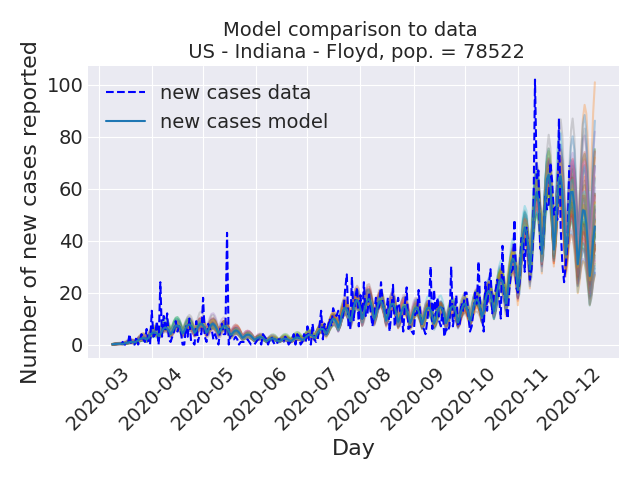 Model comparison to data
US - Indiana - Floyd, pop. = 78522
Number of new cases reported
100
80
60
40
20
0
new cases data
new cases model
2020-03
2020-04
2020-05
2020-06
2020-07
2020-08
2020-09
2020-10
2020-11
2020-12
Day